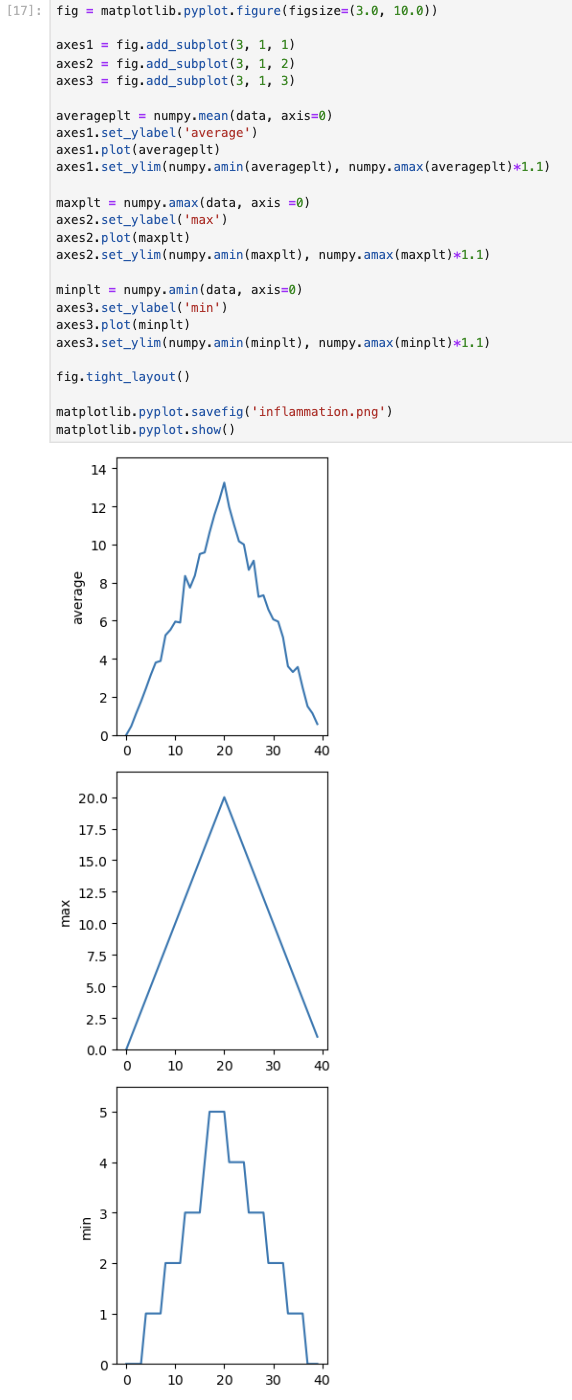 [17]: fig = matplotlib.pyplot.figure(figsize=(3.0, 10.0))
axes1 = fig.add_subplot(3, 1, 1)
axes2 = fig.add_subplot(3, 1, 2)
axes3 = fig.add_subplot(3, 1, 3)
averageplt = numpy.mean(data, axis=0)
axes1.set_ylabel('average')
axes1.plot(averageplt)
axes1.set_ylim(numpy.amin(averageplt), numpy.amax(averageplt)*1.1)
maxplt = numpy.amax(data, axis =0)
axes2.set_ylabel('max')
axes2.plot(maxplt)
axes2.set_ylim(numpy.amin(maxplt), numpy.amax(maxplt)*1.1)
minplt = numpy.amin(data, axis=0)
axes3.set_ylabel('min')
axes3.plot(minplt)
axes3.set_ylim(numpy.amin(minplt), numpy.amax(minplt)*1.1)
fig.tight_layout()
matplotlib.pyplot.savefig('inflammation.png')
matplotlib.pyplot.show()
average
14
12
10
8
6
4
2
0
0 10 20 30 40
max
20.0
17.5
15.0
12.5
10.0
7.5
5.0
2.5
0.0
0 10 20 30 40
min
5
4
3
2
1
0
0 10 20 30 40